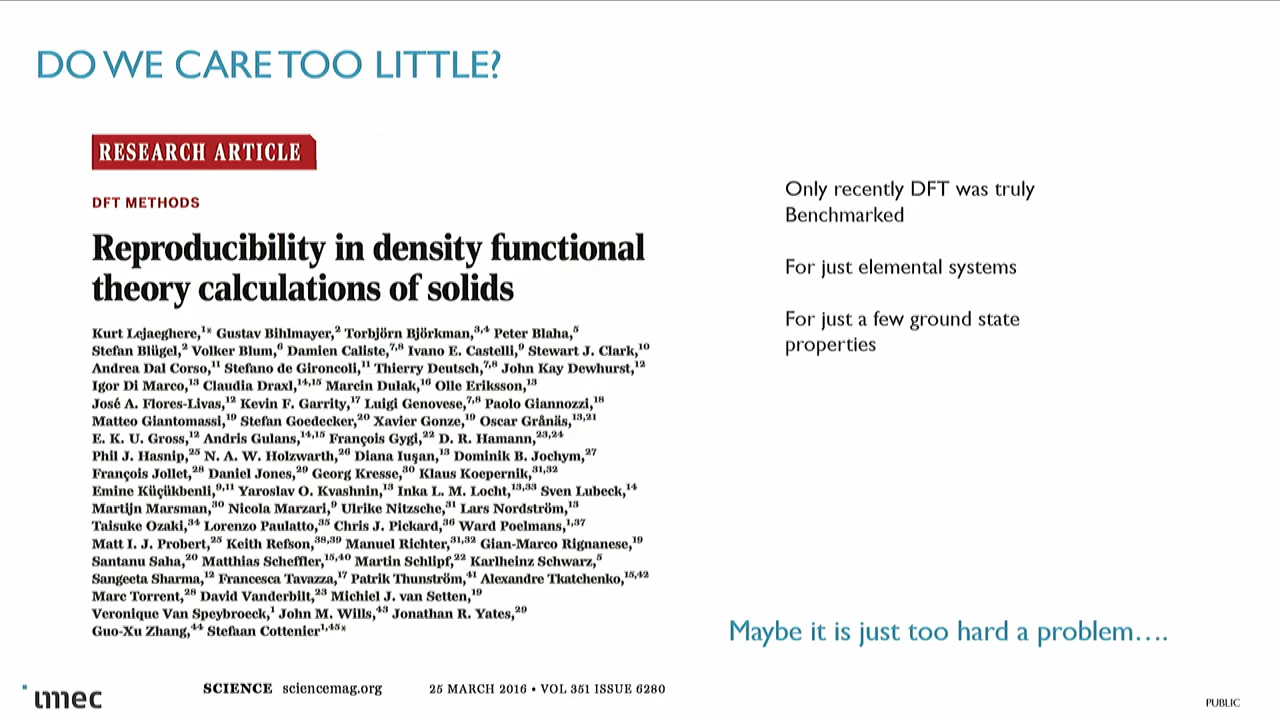 DO WE CARE TOO LITTLE?
RESEARCH ARTICLE
DFT METHODS
Reproducibility in density functional
theory calculations of solids
Kurt Lejaeghere,¹* Gustav Bihlmayer,² Torbjörn Björkman,³,⁴ Peter Blaha,⁵
Stefan Blügel,² Volker Blum,⁶ Damien Caliste,⁷,⁸ Ivano E. Castelli,⁹ Stewart J. Clark,¹⁰
Andrea Dal Corso,¹¹ Stefano de Gironcoli,¹¹ Thierry Deutsch,⁷,⁸ John Kay Dewhurst,¹²
Igor Di Marco,¹³ Claudia Draxl,¹⁴,¹⁵ Marcin Dułak,¹⁶ Olle Eriksson,¹³
José A. Flores-Livas,¹² Kevin F. Garrity,¹⁷ Luigi Genovese,⁷,⁸ Paolo Giannozzi,¹⁸
Matteo Giantomassi,¹⁹ Stefan Goedecker,²⁰ Xavier Gonze,¹⁹ Oscar Grånäs,¹³,²¹
E. K. U. Gross,¹² Andris Gulans,¹⁴,¹⁵ François Gygi,²² D. R. Hamann,²³,²⁴
Phil J. Hasnip,²⁵ N. A. W. Holzwarth,²⁶ Diana Iuşan,¹³ Dominik B. Jochym,²⁷
François Jollet,²⁸ Daniel Jones,²⁹ Georg Kresse,³⁰ Klaus Koepernik,³¹,³²
Emine Küçükbenli,⁹,¹¹ Yaroslav O. Kvashnin,¹³ Inka L. M. Locht,¹³,³³ Sven Lubeck,¹⁴
Martijn Marsman,³⁰ Nicola Marzari,⁹ Ulrike Nitzsche,³¹ Lars Nordström,¹³
Taisuke Ozaki,³⁴ Lorenzo Paulatto,³⁵ Chris J. Pickard,³⁶ Ward Poelmans,¹,³⁷
Matt I. J. Probert,²⁵ Keith Refson,³⁸,³⁹ Manuel Richter,³¹,³² Gian-Marco Rignanese,¹⁹
Santanu Saha,²⁰ Matthias Scheffler,¹⁵,⁴⁰ Martin Schlipf,²² Karlheinz Schwarz,⁵
Sangeeta Sharma,¹² Francesca Tavazza,¹⁷ Patrik Thunström,⁴¹ Alexandre Tkatchenko,¹⁵,⁴²
Marc Torrent,²⁸ David Vanderbilt,²³ Michiel J. van Setten,¹⁹
Veronique Van Speybroeck,¹ John M. Wills,⁴³ Jonathan R. Yates,²⁹
Guo-Xu Zhang,⁴⁴ Stefaan Cottenier¹,⁴⁵*
Only recently DFT was truly
Benchmarked
For just elemental systems
For just a few ground state
properties
Maybe it is just too hard a problem....
imec
SCIENCE sciencemag.org 25 MARCH 2016 • VOL 351 ISSUE 6280
PUBLIC